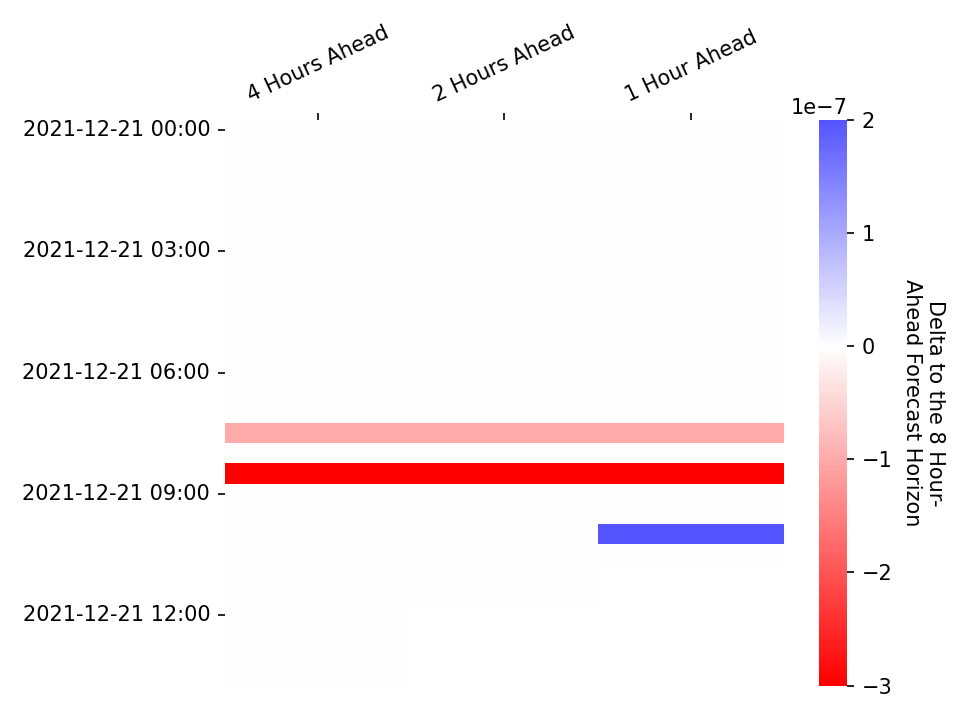 4 Hours Ahead
2 Hours Ahead
1 Hour Ahead
2021-12-21 00:00
2021-12-21 03:00
2021-12-21 06:00
2021-12-21 09:00
2021-12-21 12:00
1e−7
2
1
0
−1
−2
−3
Delta to the 8 Hour-
Ahead Forecast Horizon